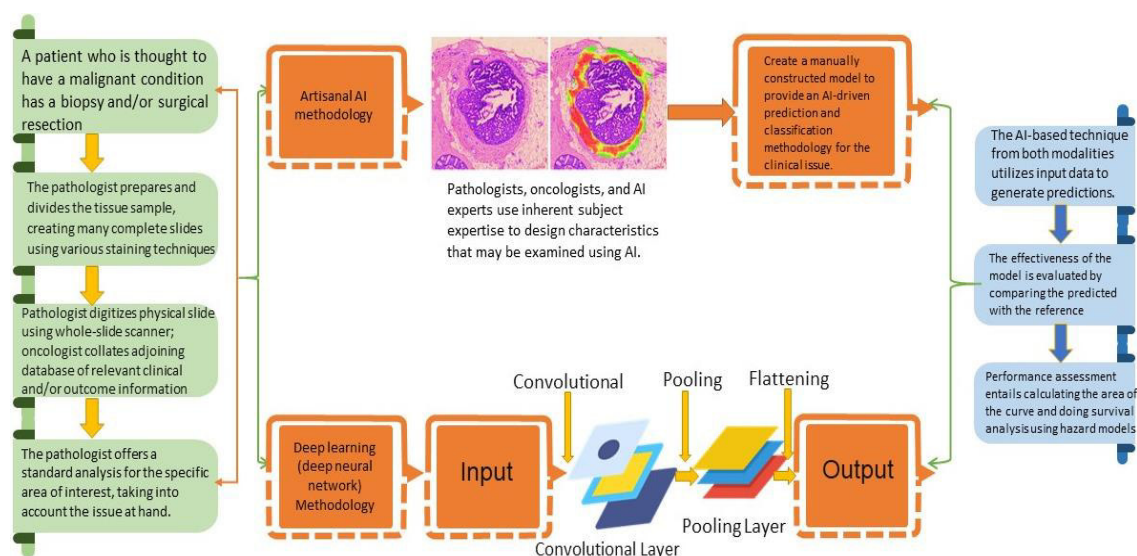 A patient who is thought to
have a malignant condition
has a biopsy and/or surgical
resection
The pathologist prepares and
divides the tissue sample,
creating many complete slides
using various staining techniques
Pathologist digitizes physical slide
using whole-slide scanner;
oncologist collates adjoining
database of relevant clinical
and/or outcome information
The pathologist offers a
standard analysis for the specific
area of interest, taking into
account the issue at hand.
Artisanal AI
methodology
Pathologists, oncologists, and AI
experts use inherent subject
expertise to design characteristics
that may be examined using AI.
Create a manually
constructed model to
provide an AI-driven
prediction and
classification
methodology for the
clinical issue.
Deep learning
(deep neural
network)
Methodology
Input
Convolutional
Pooling
Flattening
Convolutional Layer
Pooling Layer
Output
The AI-based technique
from both modalities
utilizes input data to
generate predictions.
The effectiveness of the
model is evaluated by
comparing the predicted
with the reference
Performance assessment
entails calculating the area of
the curve and doing survival
analysis using hazard models